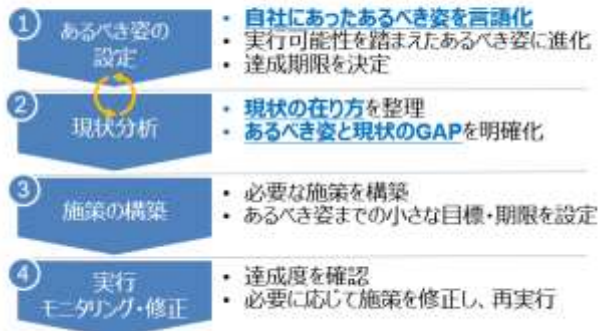 1 あるべき姿の
設定
• 自社にあったあるべき姿を言語化
• 実行可能性を踏まえたあるべき姿に進化
• 達成期限を決定
2 現状分析
• 現状の在り方を整理
• あるべき姿と現状のGAPを明確化
3 施策の構築
• 必要な施策を構築
• あるべき姿までの小さな目標・期限を設定
4 実行
モニタリング・修正
• 達成度を確認
• 必要に応じて施策を修正し、再実行